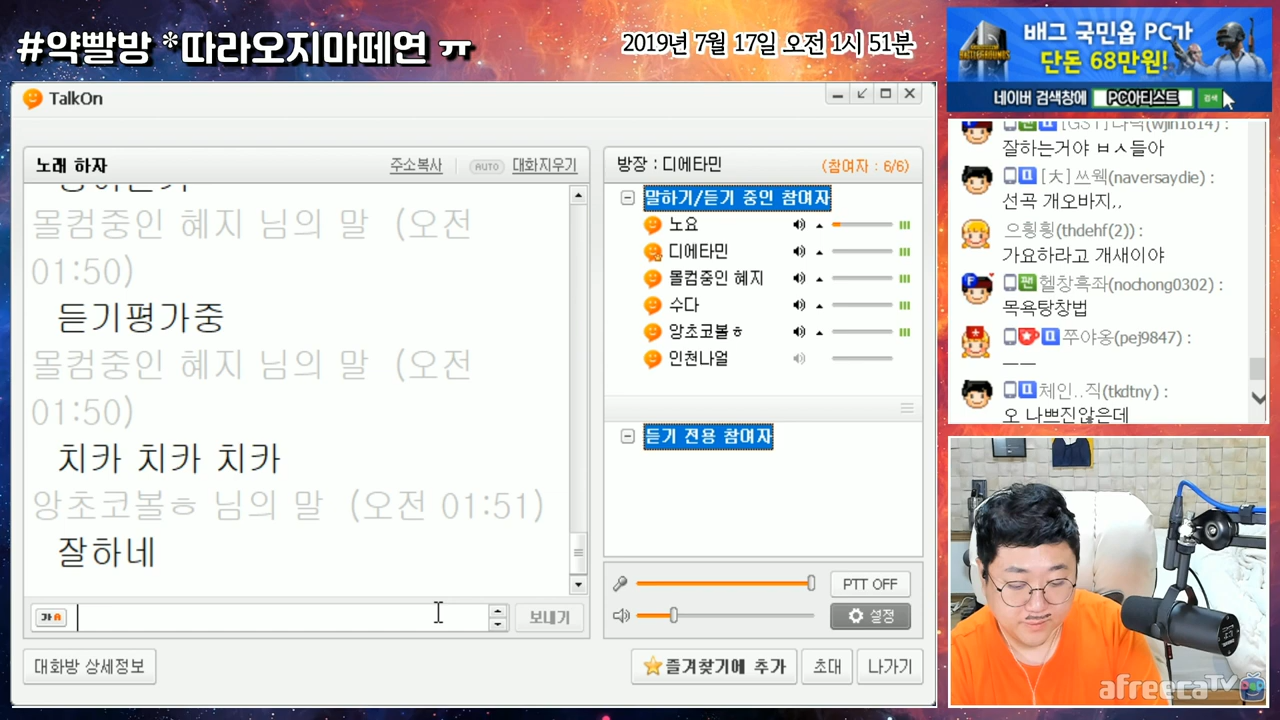 #약빨방 *따라오지마떼연 ㅠ
2019년 7월 17일 오전 1시 51분
배그 국민옵 PC가
단돈 68만원!
BATTLEGROUNDS
네이버 검색창에 PC아티스트 검색
TalkOn
노래 하자
주소복사
AUTO 대화지우기
몰컴중인 혜지 님의 말 (오전
01:50)
듣기평가중
몰컴중인 혜지 님의 말 (오전
01:50)
치카 치카 치카
앙초코볼ㅎ 님의 말 (오전 01:51)
잘하네
가
보내기
대화방 상세정보
방장 : 디에타민
(참여자 : 6/6)
말하기/듣기 중인 참여자
노요
디에타민
몰컴중인 혜지
수다
앙초코볼ㅎ
인천나얼
듣기 전용 참여자
PTT OFF
설정
즐겨찾기에 추가
초대
나가기
(wjin1614) :
잘하는거야 ㅂㅅ들아
[大]쓰웩(naversaydie) :
선곡 개오바지,,
으횡횡(thdehf(2)) :
가요하라고 개새이야
팬 헬창흑좌(nochong0302) :
목욕탕창법
쭈야옹(pej9847) :
ㅡㅡ
체인..직(tkdtny) :
오 나쁘진않은데
afreecaTV